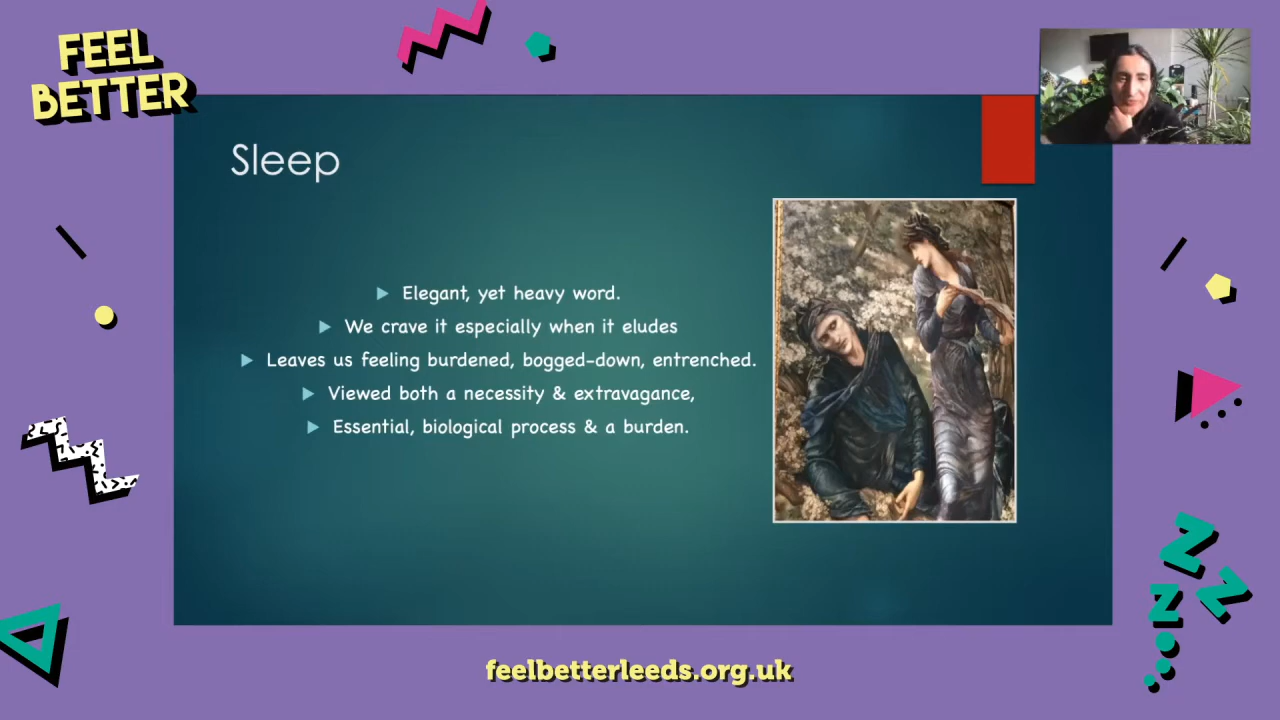 FEEL
BETTER
Sleep
Elegant, yet heavy word.
We crave it especially when it eludes
Leaves us feeling burdened, bogged-down, entrenched.
Viewed both a necessity & extravagance,
Essential, biological process & a burden.
Z
Z
Z
feelbetterleeds.org.uk